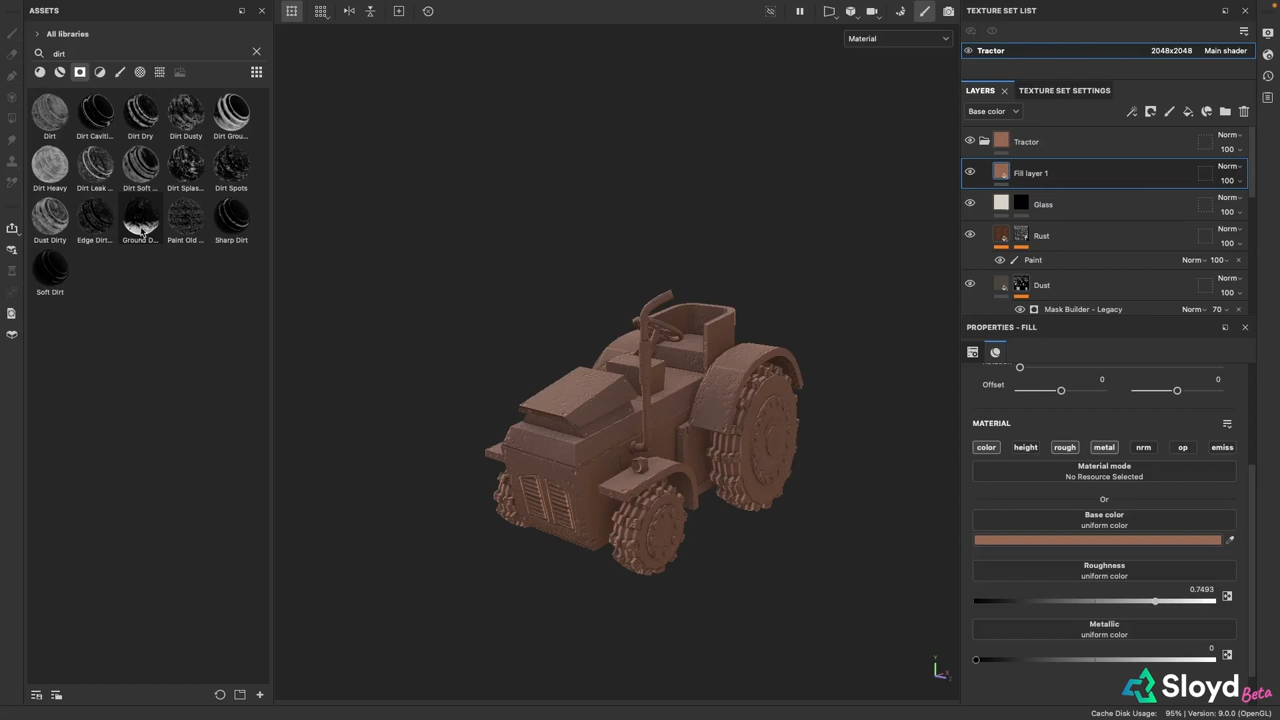 ASSETS
All libraries
dirt
Dirt
Dirt Caviti...
Dirt Dry
Dirt Dusty
Dirt Grou...
Dirt Heavy
Dirt Leak ...
Dirt Soft ...
Dirt Splas...
Dirt Spots
Dust Dirty
Edge Dirt...
Ground D...
Paint Old ...
Sharp Dirt
Soft Dirt
Material
TEXTURE SET LIST
Tractor 2048x2048 Main shader
LAYERS TEXTURE SET SETTINGS
Base color
Tractor Norm
100
Fill layer 1 Norm
100
Glass Norm
100
Rust Norm
100
Paint Norm 100
Dust Norm
100
Mask Builder - Legacy Norm 70
PROPERTIES - FILL
0 0
Offset
MATERIAL
color height rough metal nrm op emiss
Material mode
No Resource Selected
Or
Base color
uniform color
Roughness
uniform color
0.7493
Metallic
uniform color
0
Sloyd Beta
Cache Disk Usage: 95% | Version: 9.0.0 (OpenGL)